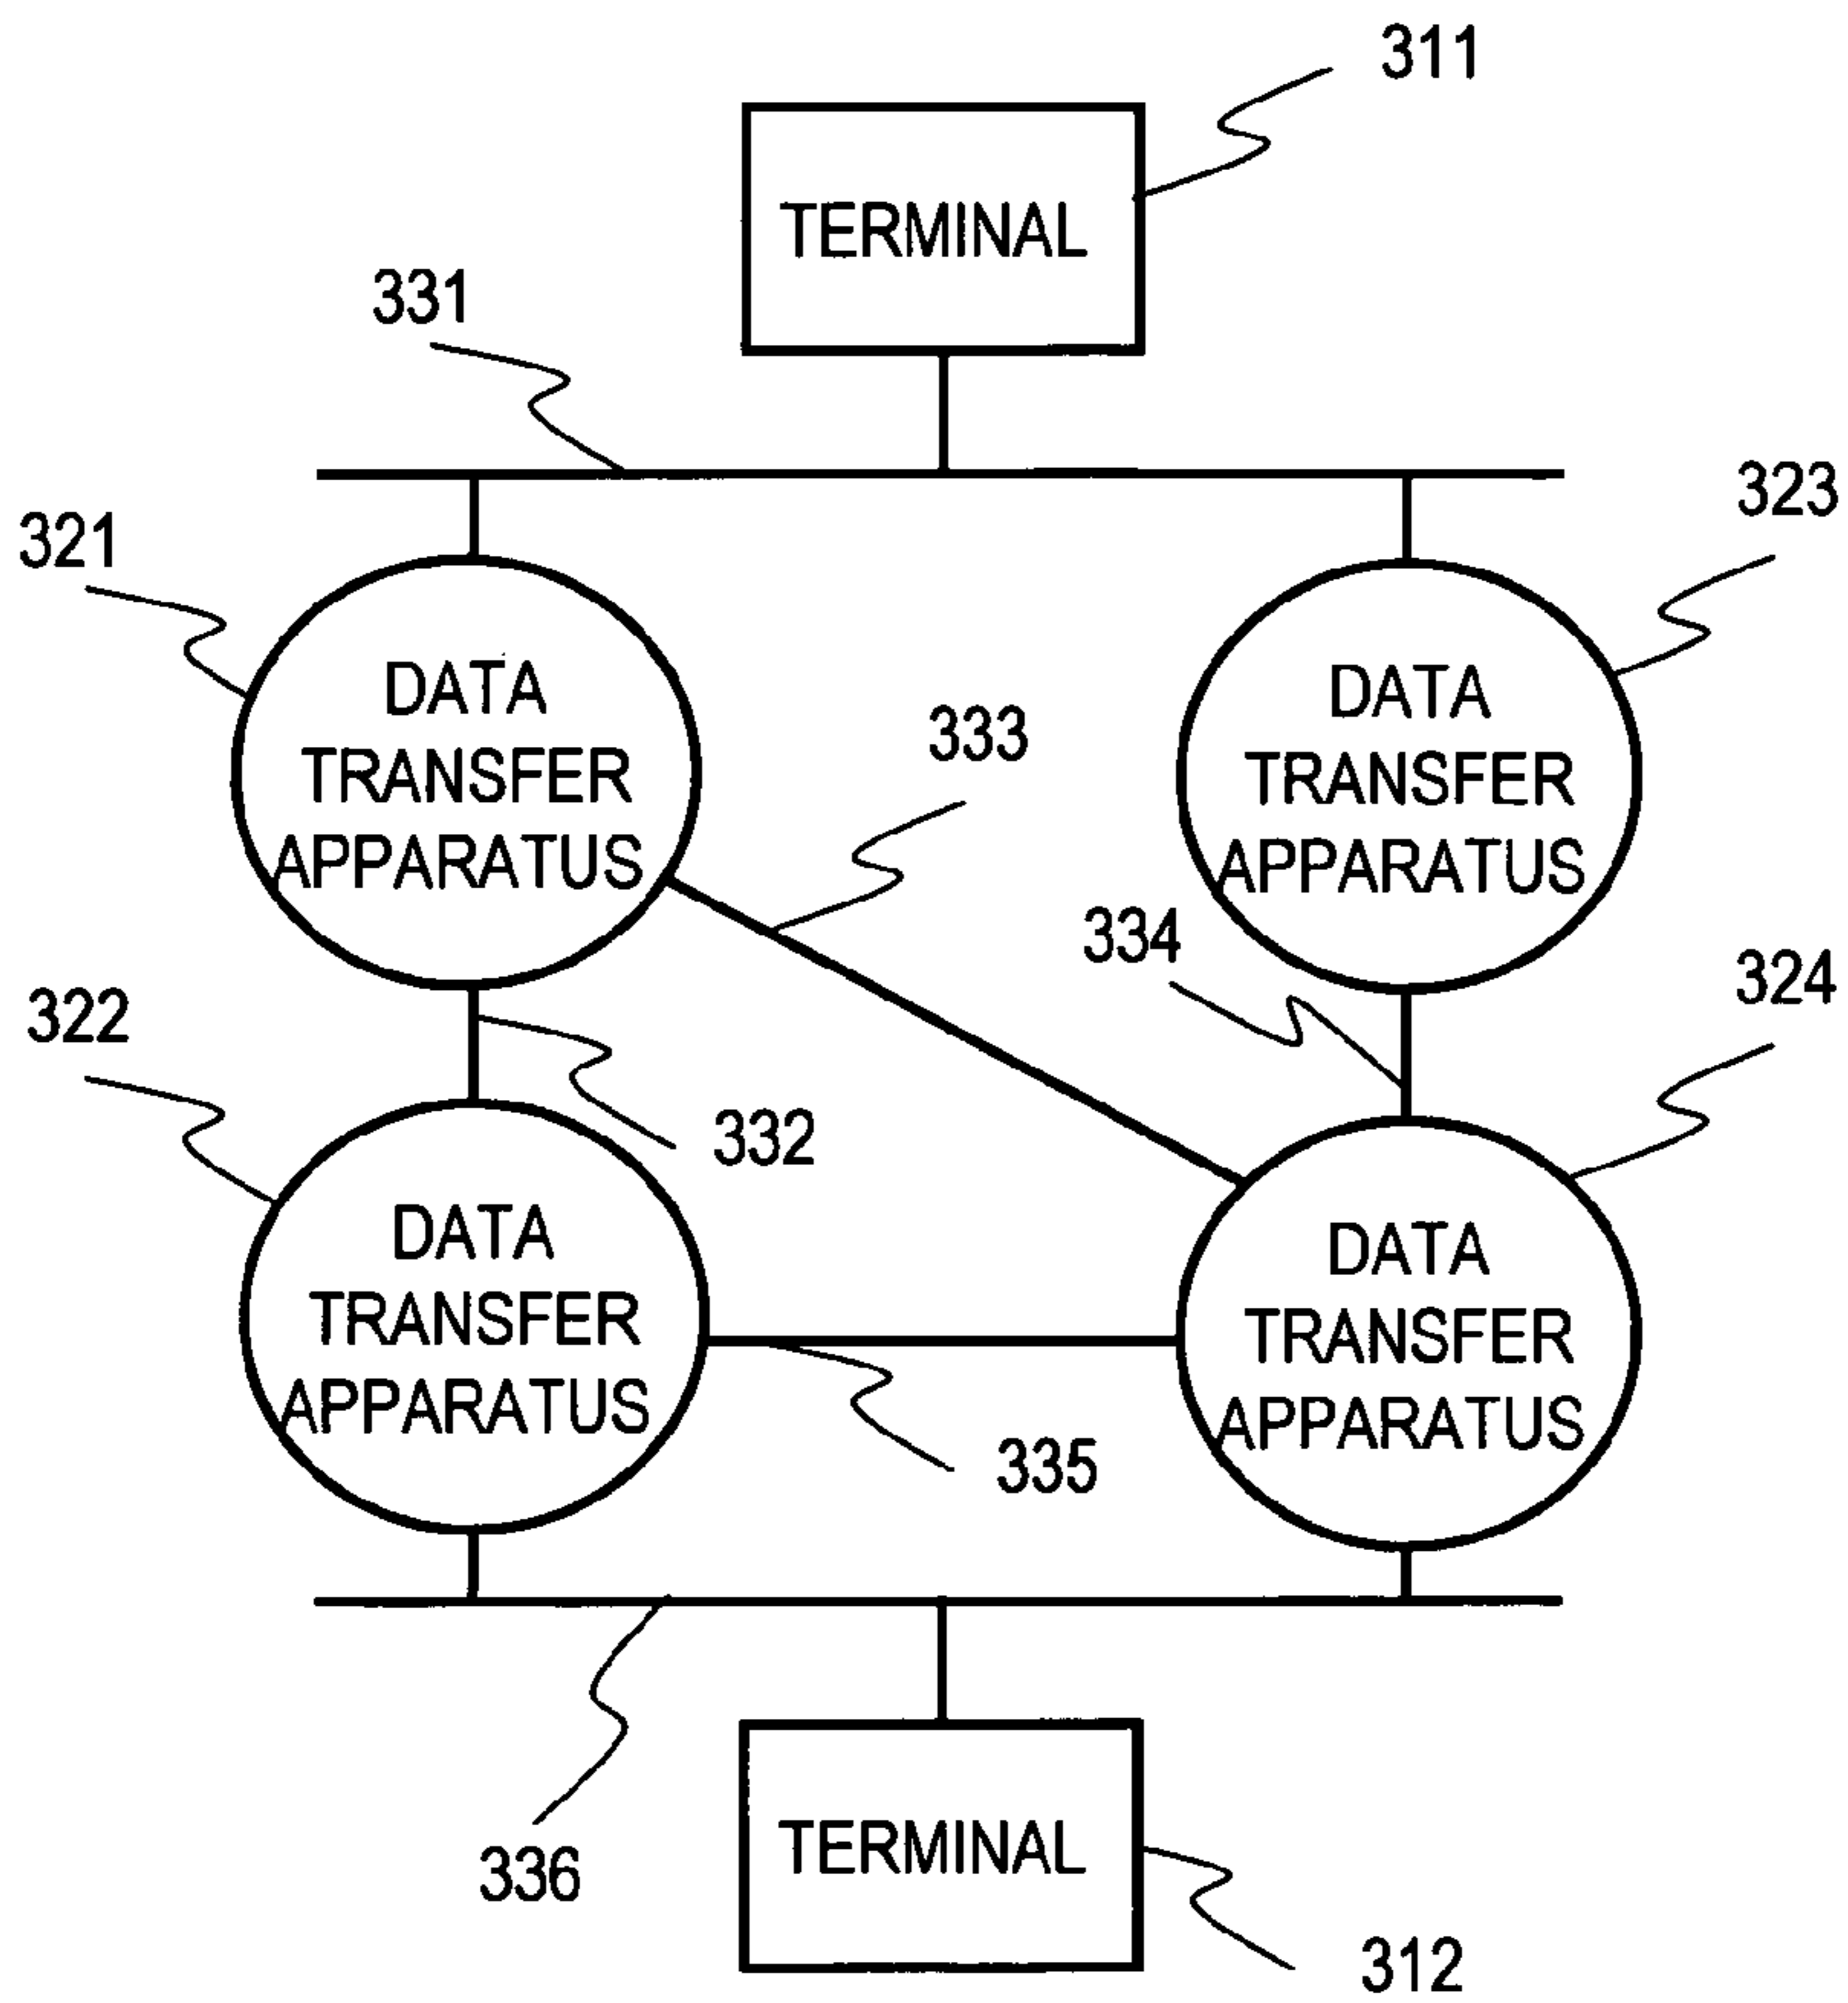 311
TERMINAL
331
323
321
DATA
TRANSFER
APPARATUS
DATA
TRANSFER
APPARATUS
333
334
324
322
332
DATA
TRANSFER
APPARATUS
DATA
TRANSFER
APPARATUS
335
336
TERMINAL
312